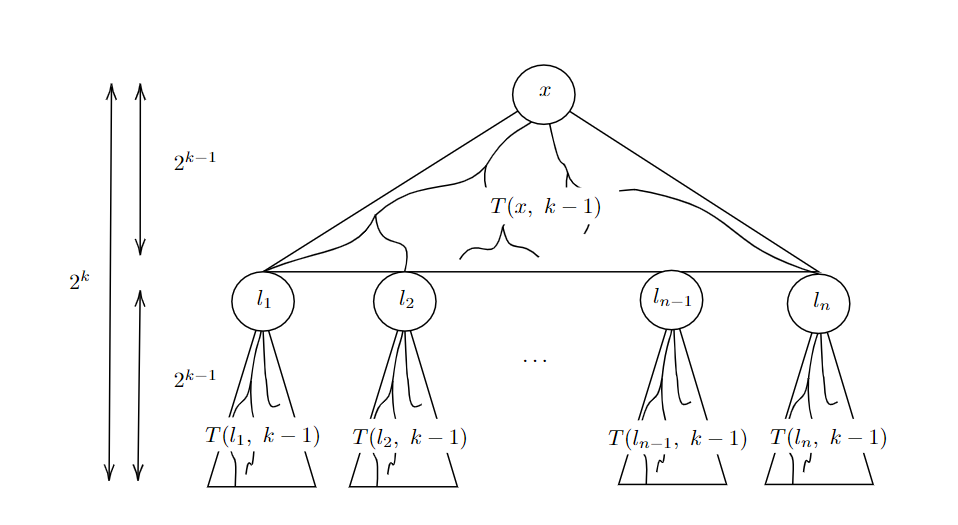 x
2^{k-1}
T(x, k − 1)
2^k
l_1 l_2 l_{n−1} l_n
...
2^{k-1}
T(l_1, k − 1) T(l_2, k − 1) T(l_{n−1}, k − 1) T(l_n, k − 1)